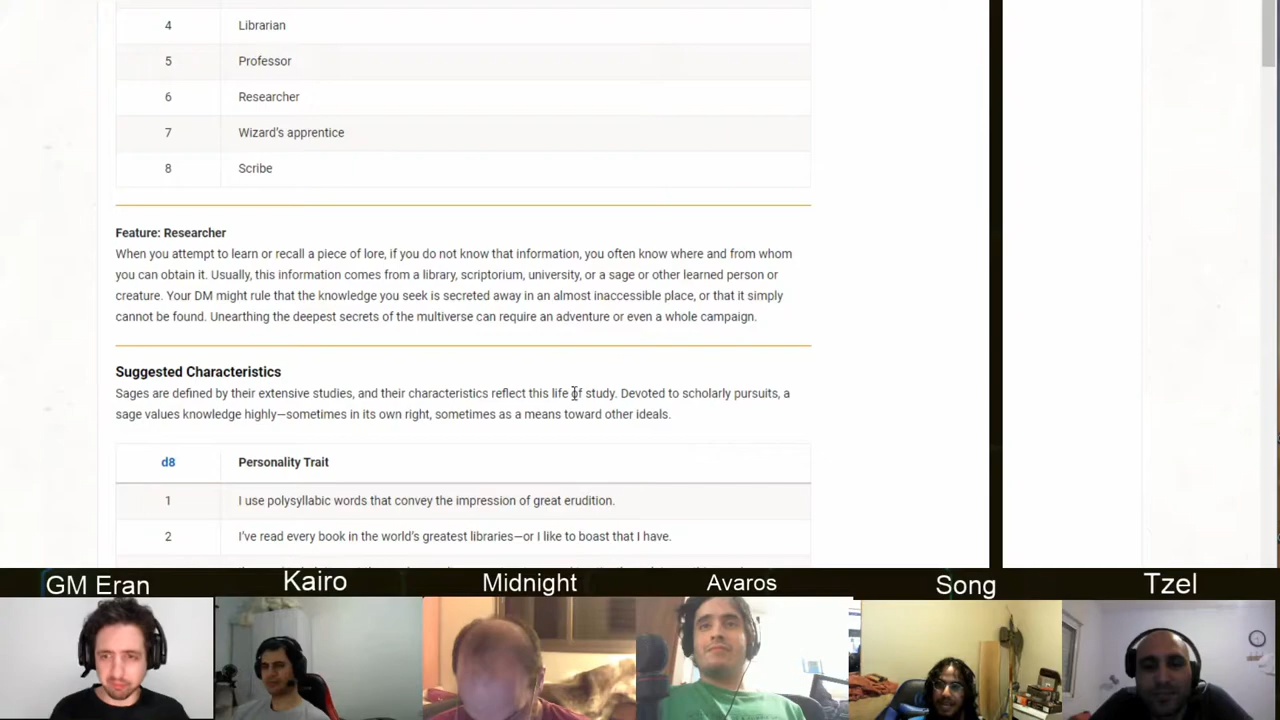 4 Librarian
5 Professor
6 Researcher
7 Wizard's apprentice
8 Scribe
Feature: Researcher
When you attempt to learn or recall a piece of lore, if you do not know that information, you often know where and from whom
you can obtain it. Usually, this information comes from a library, scriptorium, university, or a sage or other learned person or
creature. Your DM might rule that the knowledge you seek is secreted away in an almost inaccessible place, or that it simply
cannot be found. Unearthing the deepest secrets of the multiverse can require an adventure or even a whole campaign.
Suggested Characteristics
Sages are defined by their extensive studies, and their characteristics reflect this life of study. Devoted to scholarly pursuits, a
sage values knowledge highly—sometimes in its own right, sometimes as a means toward other ideals.
d8 Personality Trait
1 I use polysyllabic words that convey the impression of great erudition.
2 I've read every book in the world's greatest libraries—or I like to boast that I have.
GM Eran Kairo Midnight Avaros Song Tzel